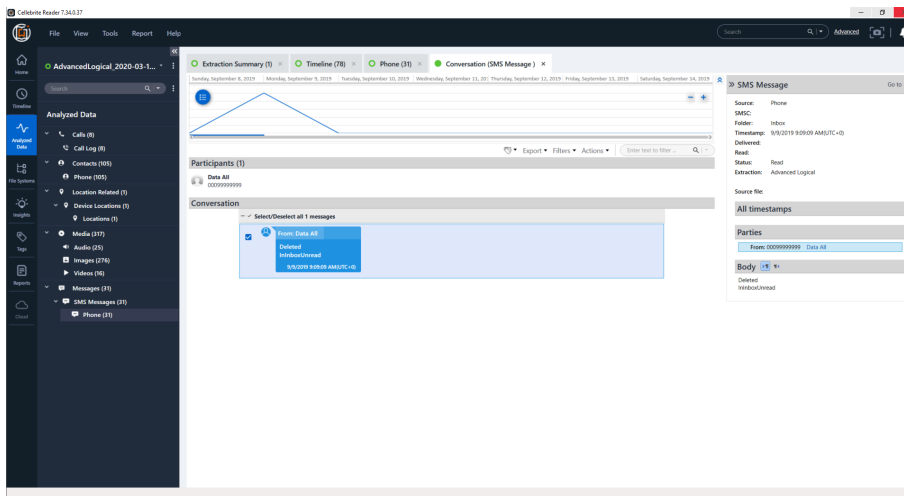 Cellebrite Reader 7.34.0.37
File View Tools Report Help
Search
Advanced
Home
Timeline
Analyzed Data
File Systems
Insights
Tags
Reports
Cloud
AdvancedLogical_2020-03-1...
Search
Analyzed Data
Calls (8)
Call Log (8)
Contacts (105)
Phone (105)
Location Related (1)
Device Locations (1)
Locations (1)
Media (317)
Audio (25)
Images (276)
Videos (16)
Messages (31)
SMS Messages (31)
Phone (31)
Extraction Summary (1) × Timeline (78) × Phone (31) × Conversation (SMS Message ) ×
Sunday, September 8, 2019 Monday, September 9, 2019 Tuesday, September 10, 2019 Wednesday, September 11, 20 Thursday, September 12, 2019 Friday, September 13, 2019 Saturday, September 14, 2019
Export Filters Actions Enter text to filter ...
Participants (1)
Data All
00099999999
Conversation
Select/Deselect all 1 messages
From: Data All
Deleted
InInboxUnread
9/9/2019 9:09:09 AM(UTC+0)
SMS Message Go to
Source: Phone
SMSC:
Folder: Inbox
Timestamp: 9/9/2019 9:09:09 AM(UTC+0)
Delivered:
Read:
Status: Read
Extraction: Advanced Logical
Source file:
All timestamps
Parties
From: 00099999999 Data All
Body
Deleted
InInboxUnread